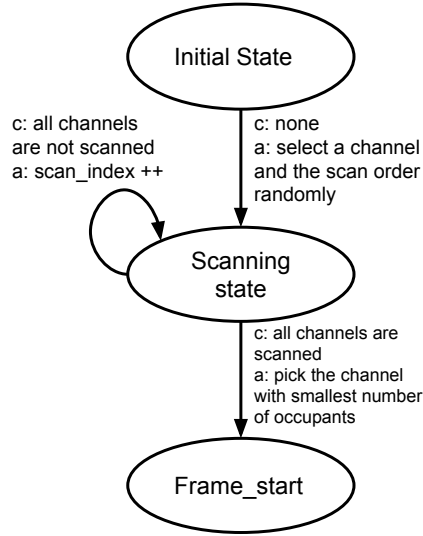 Initial State
c: all channels
are not scanned
a: scan_index ++
c: none
a: select a channel
and the scan order
randomly
Scanning
state
c: all channels are
scanned
a: pick the channel
with smallest number
of occupants
Frame_start